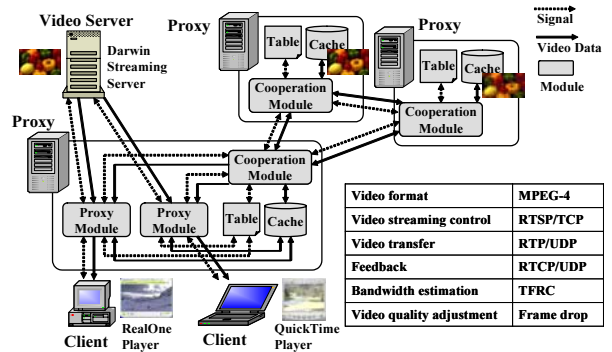 Video Server
Darwin
Streaming
Server
Proxy
Table
Cache
Cooperation
Module
Proxy
Table
Cache
Cooperation
Module
Signal
Video Data
Module
Proxy
Cooperation
Module
Proxy
Module
Proxy
Module
Table
Cache
Client
RealOne
Player
Client
QuickTime
Player
Video format MPEG-4
Video streaming control RTSP/TCP
Video transfer RTP/UDP
Feedback RTCP/UDP
Bandwidth estimation TFRC
Video quality adjustment Frame drop